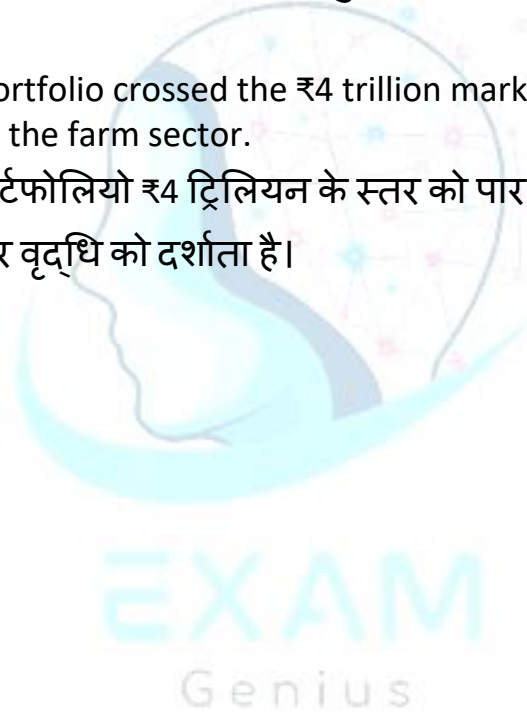 ortfolio crossed the ₹4 trillion mark
the farm sector.
र्टफोलियो ₹4 ट्रिलियन के स्तर को पार
र वृद्धि को दर्शाता है।
EXAM
Genius